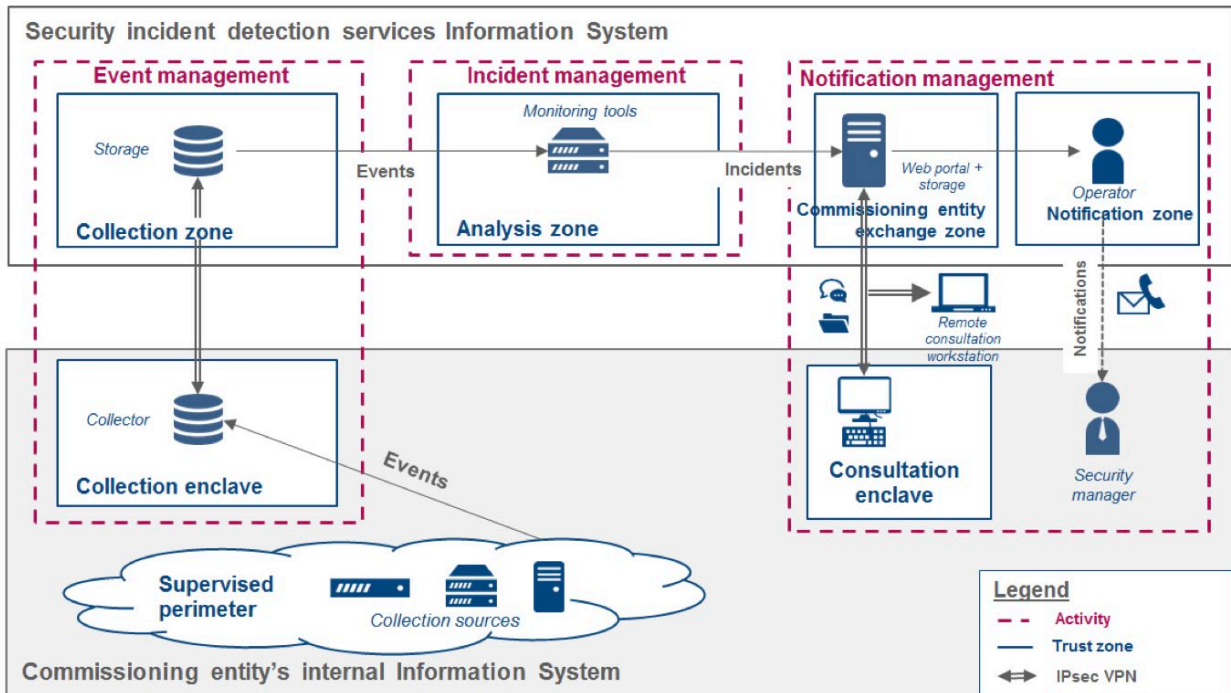 Security incident detection services Information System
Event management
Incident management
Notification management
Storage
Collection zone
Events
Monitoring tools
Analysis zone
Incidents
Web portal +
storage
Commissioning entity
exchange zone
Operator
Notification zone
Notifications
Remote
consultation
workstation
Collector
Collection enclave
Events
Consultation
enclave
Security
manager
Supervised
perimeter
Collection sources
Commissioning entity's internal Information System
Legend
Activity
Trust zone
IPsec VPN